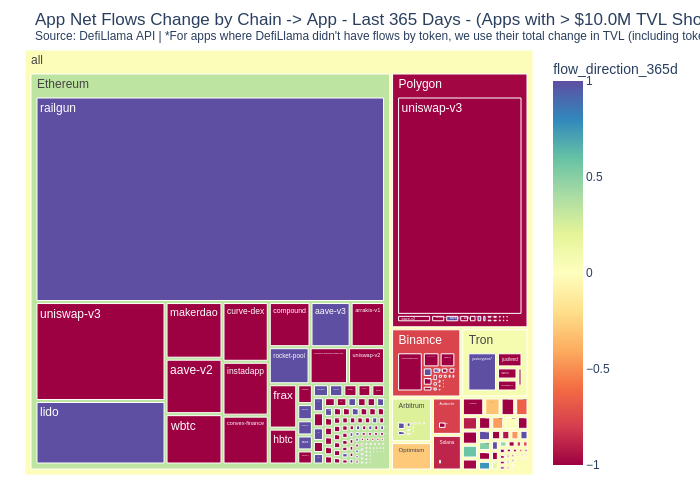 App Net Flows Change by Chain -> App - Last 365 Days - (Apps with > $10.0M TVL Sho
Source: DefiLlama API | *For apps where DefiLlama didn't have flows by token, we use their total change in TVL (including toke
all
Ethereum
railgun
uniswap-v3
lido
makerdao
aave-v2
wbtc
curve-dex
instadapp
convex-finance
compound
aave-v3
arrakis-v1
rocket-pool
uniswap-v2
frax
hbtc
Polygon
uniswap-v3
Binance
Tron
justlend
Arbitrum
Optimism
Avalanche
Solana
flow_direction_365d
1
0.5
0
−0.5
−1